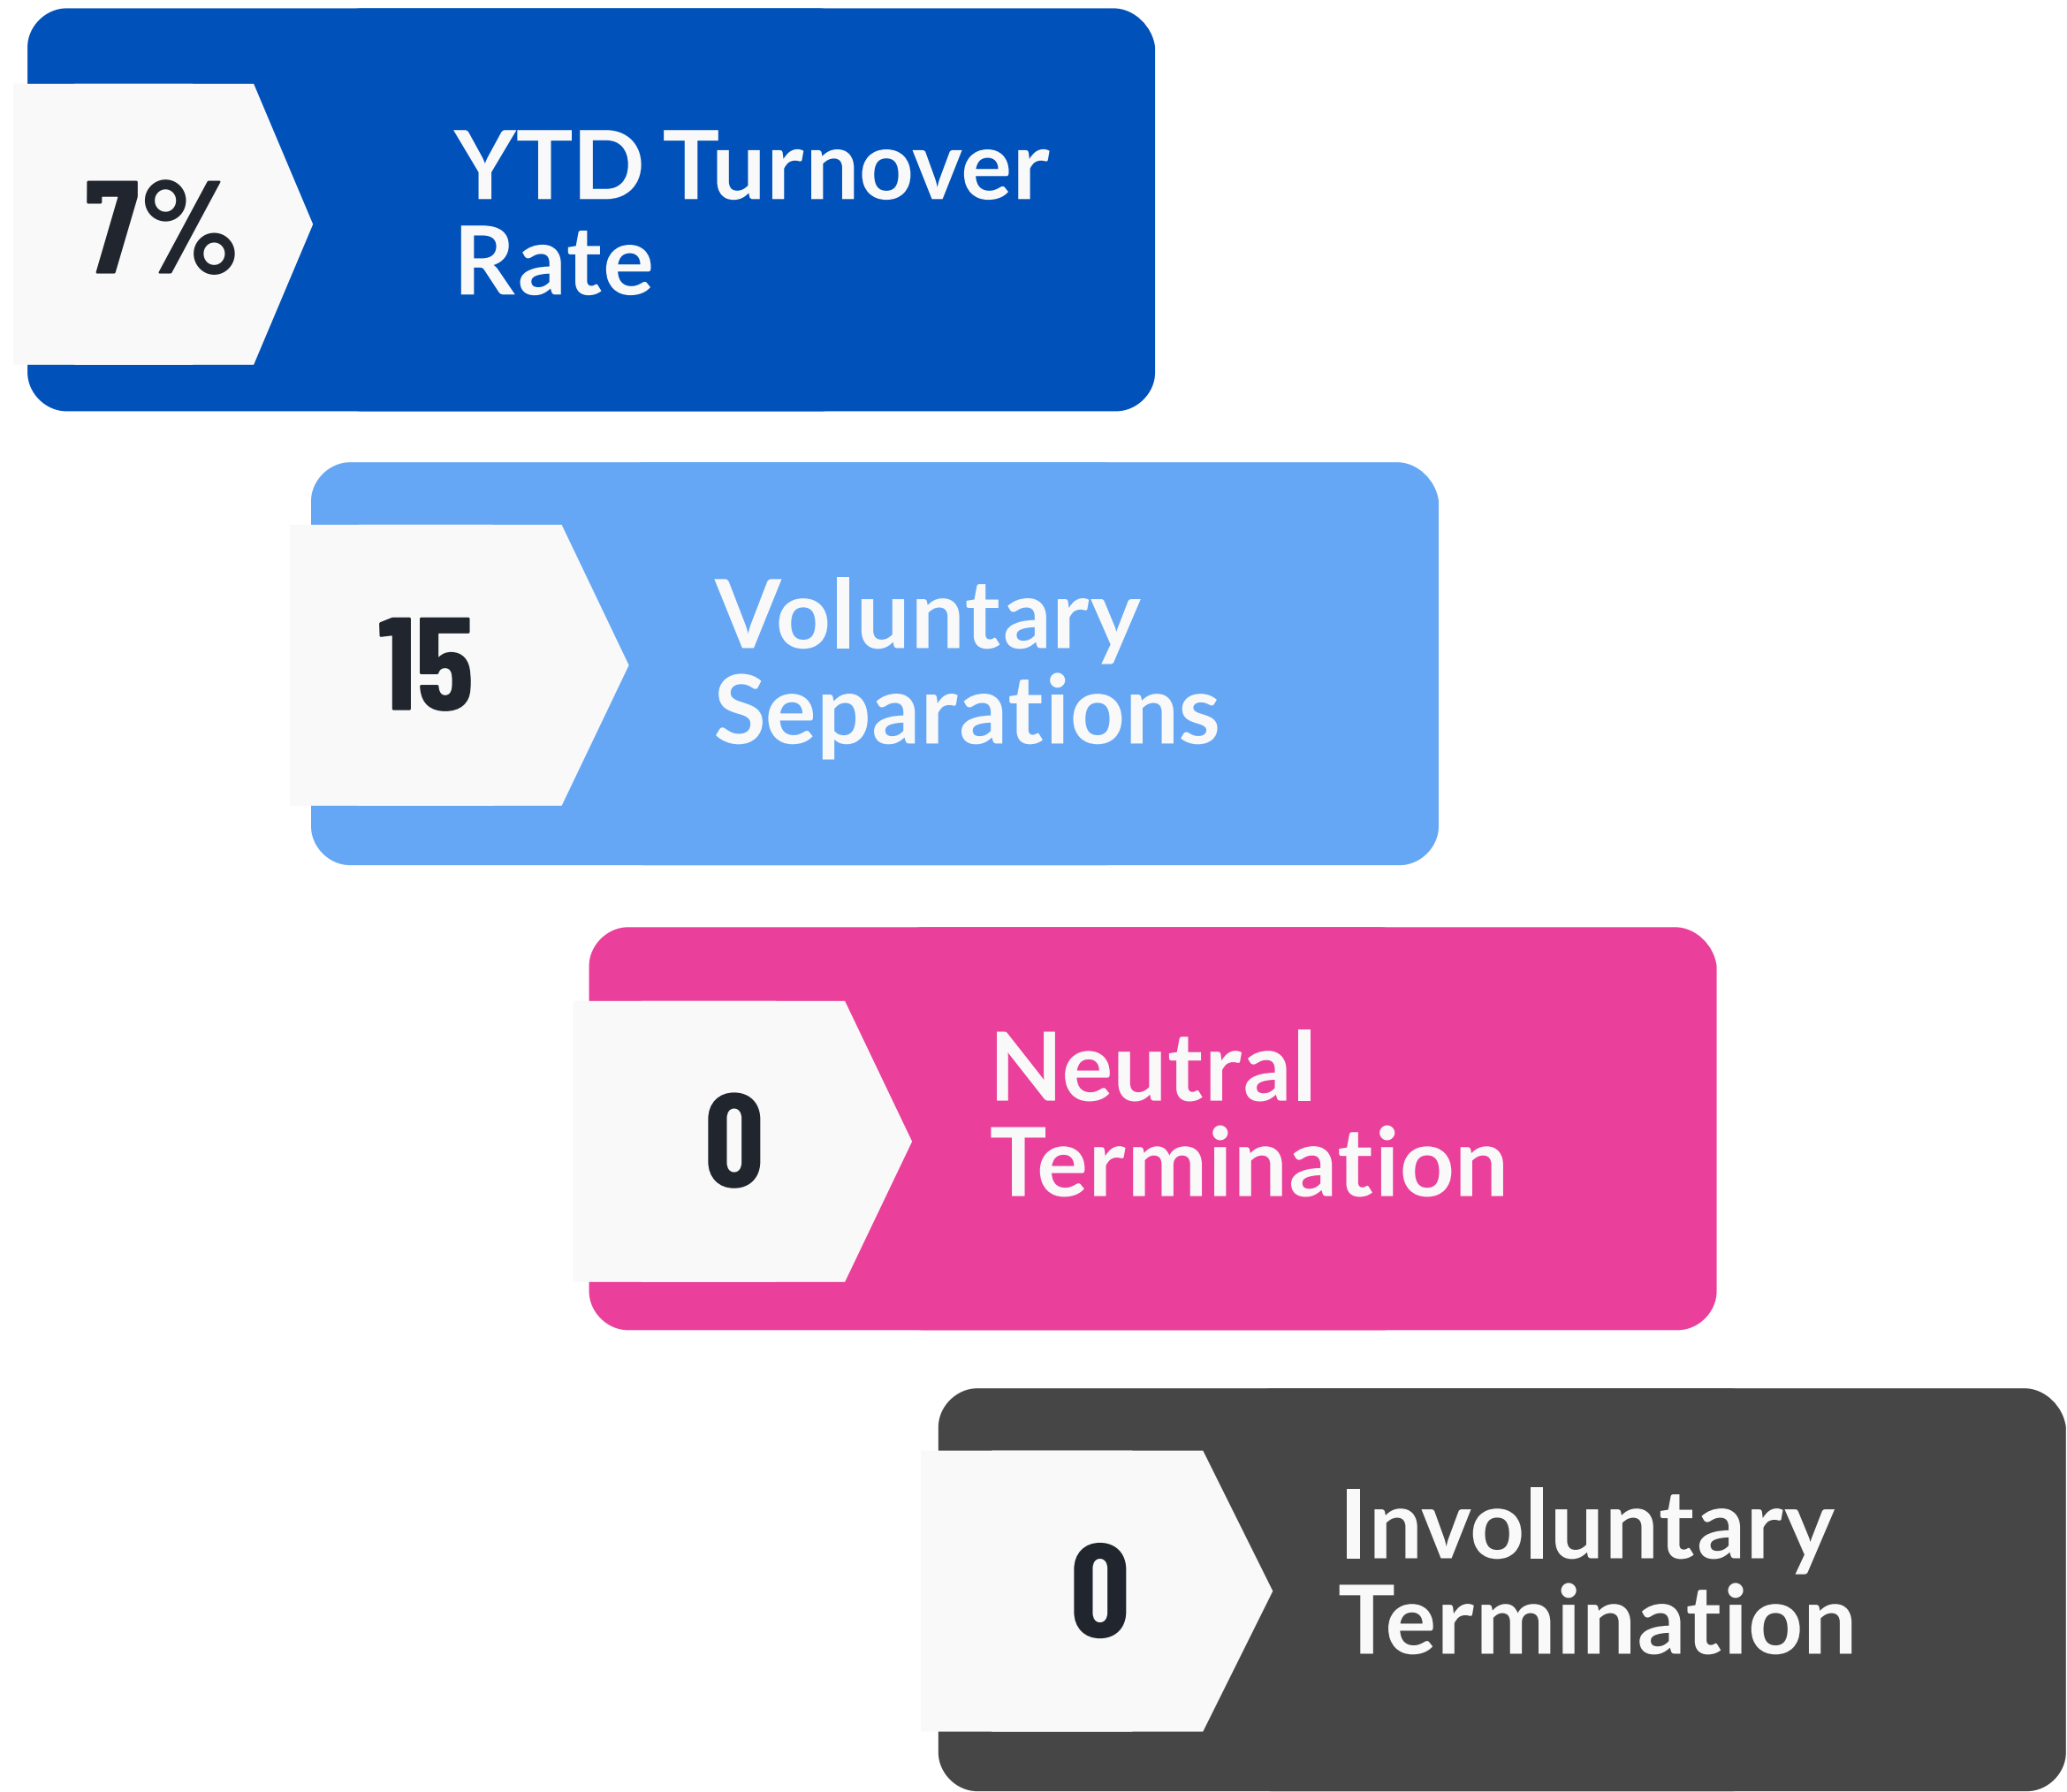 7%
YTD Turnover
Rate
15
Voluntary
Separations
0
Neutral
Termination
0
Involuntary
Termination